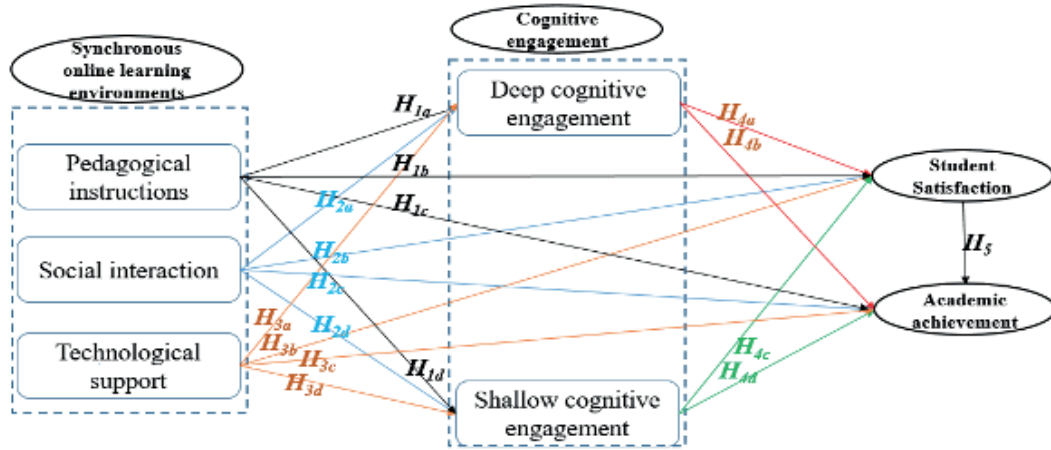 Synchronous
online learning
environments
Cognitive
engagement
Pedagogical
instructions
Social interaction
Technological
support
Deep cognitive
engagement
Shallow cognitive
engagement
Student
Satisfaction
Academic
achievement
H1a
H1b
H1c
H1d
H2a
H2b
H2c
H2d
H3a
H3b
H3c
H3d
H4a
H4b
H4c
H4d
H5